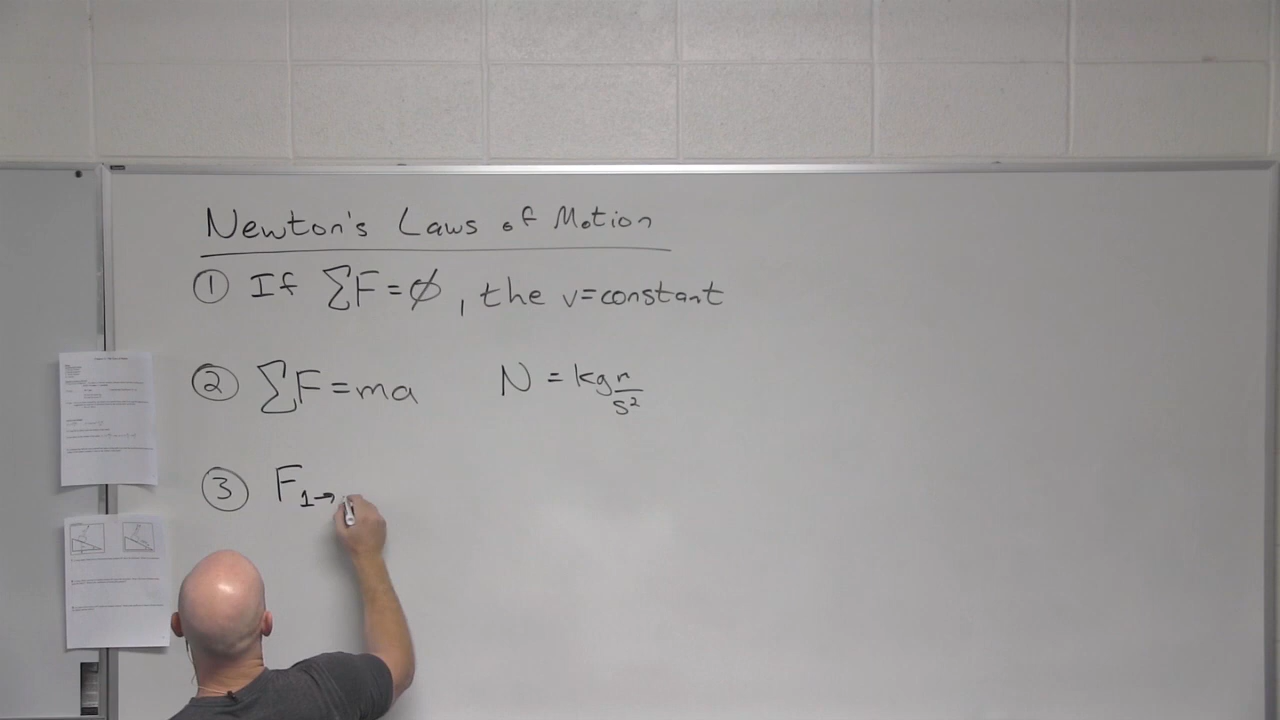 Newton's Laws of Motion
① If ∑F=∅, the v=constant
② ∑F=ma N = kg m/s²
③ F₁→